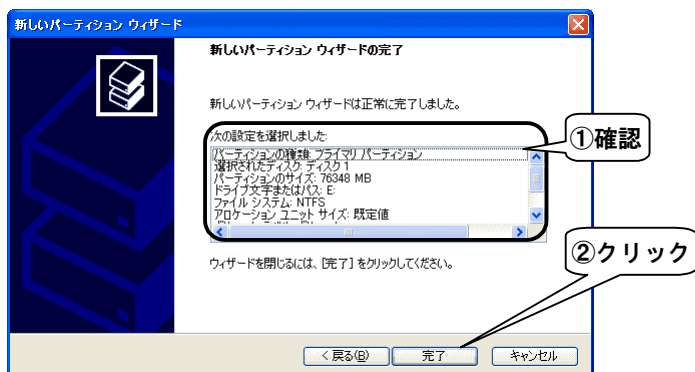 新しいパーティション ウィザード
新しいパーティション ウィザードの完了
新しいパーティション ウィザードは正常に完了しました。
次の設定を選択しました:
パーティションの種類: プライマリ パーティション
選択されたディスク: ディスク 1
パーティションのサイズ: 76348 MB
ドライブ文字またはパス: E:
ファイル システム: NTFS
アロケーション ユニット サイズ: 既定値
①確認
ウィザードを閉じるには、[完了] をクリックしてください。
②クリック
< 戻る(B)
完了
キャンセル